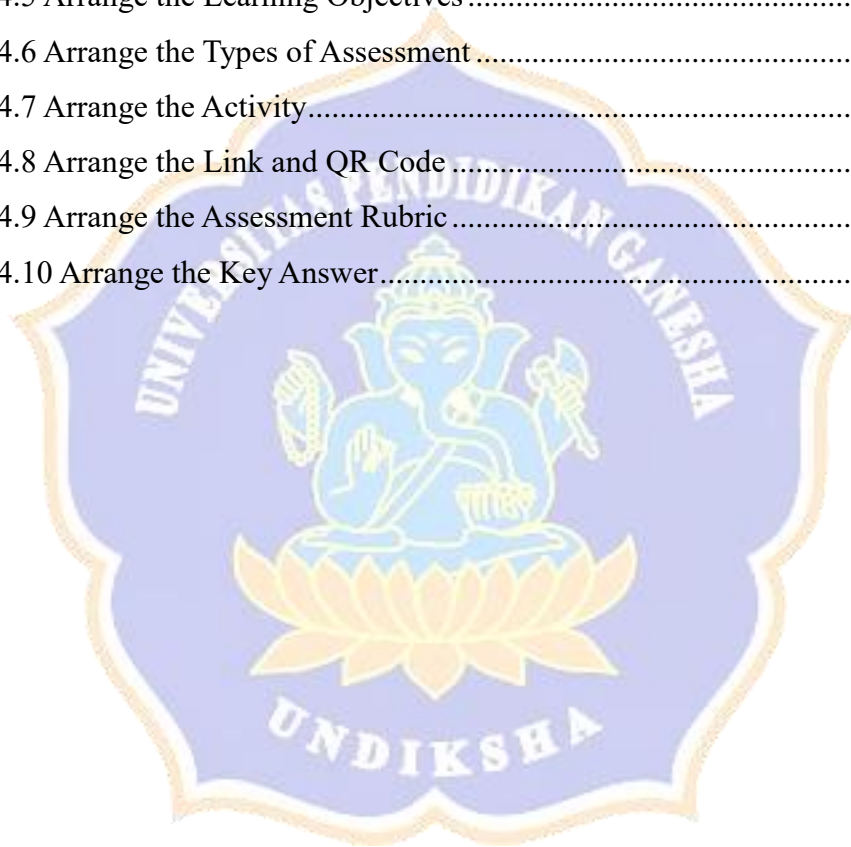 4.5 Arrange the Learning Objectives....................................................
4.6 Arrange the Types of Assessment ...................................................
4.7 Arrange the Activity........................................................................
4.8 Arrange the Link and QR Code ......................................................
4.9 Arrange the Assessment Rubric ......................................................
4.10 Arrange the Key Answer...............................................................
UNIVERSITAS PENDIDIKAN GANESHA
UNDIKSHA